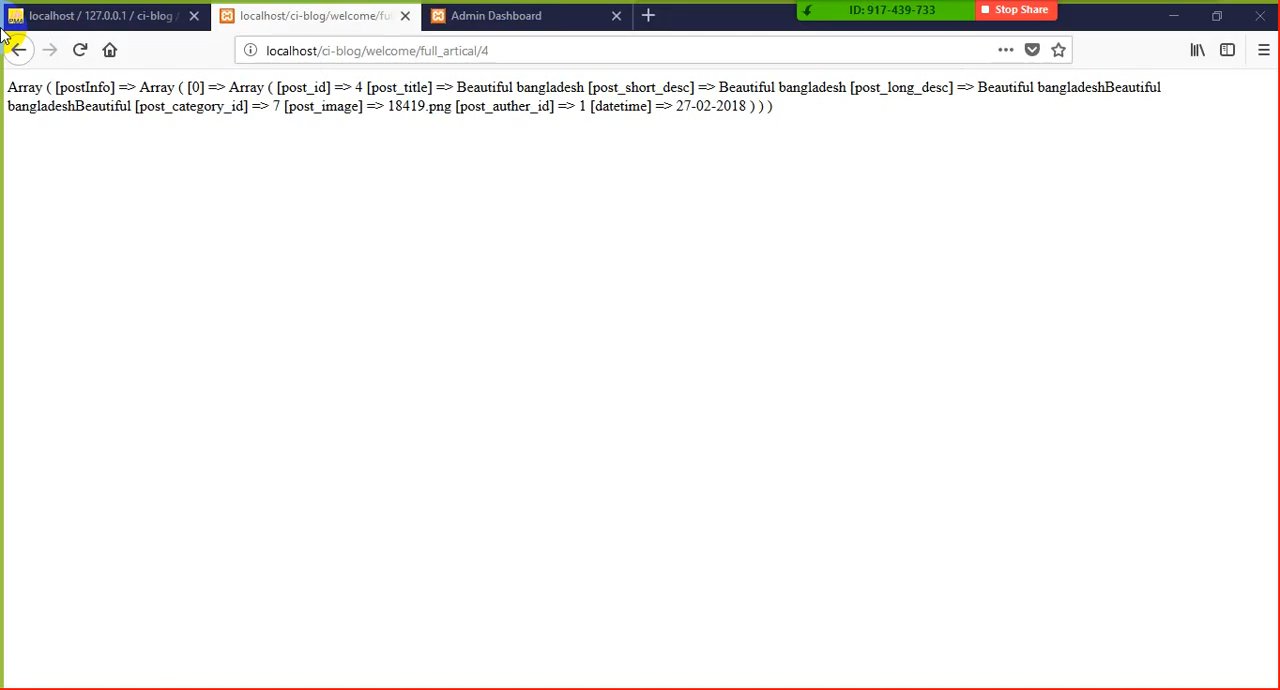 localhost / 127.0.0.1 / ci-blog /
localhost/ci-blog/welcome/ful
Admin Dashboard
ID: 917-439-733
Stop Share
localhost/ci-blog/welcome/full_artical/4
Array ( [postInfo] => Array ( [0] => Array ( [post_id] => 4 [post_title] => Beautiful bangladesh [post_short_desc] => Beautiful bangladesh [post_long_desc] => Beautiful bangladeshBeautiful
bangladeshBeautiful [post_category_id] => 7 [post_image] => 18419.png [post_auther_id] => 1 [datetime] => 27-02-2018 ) ) )